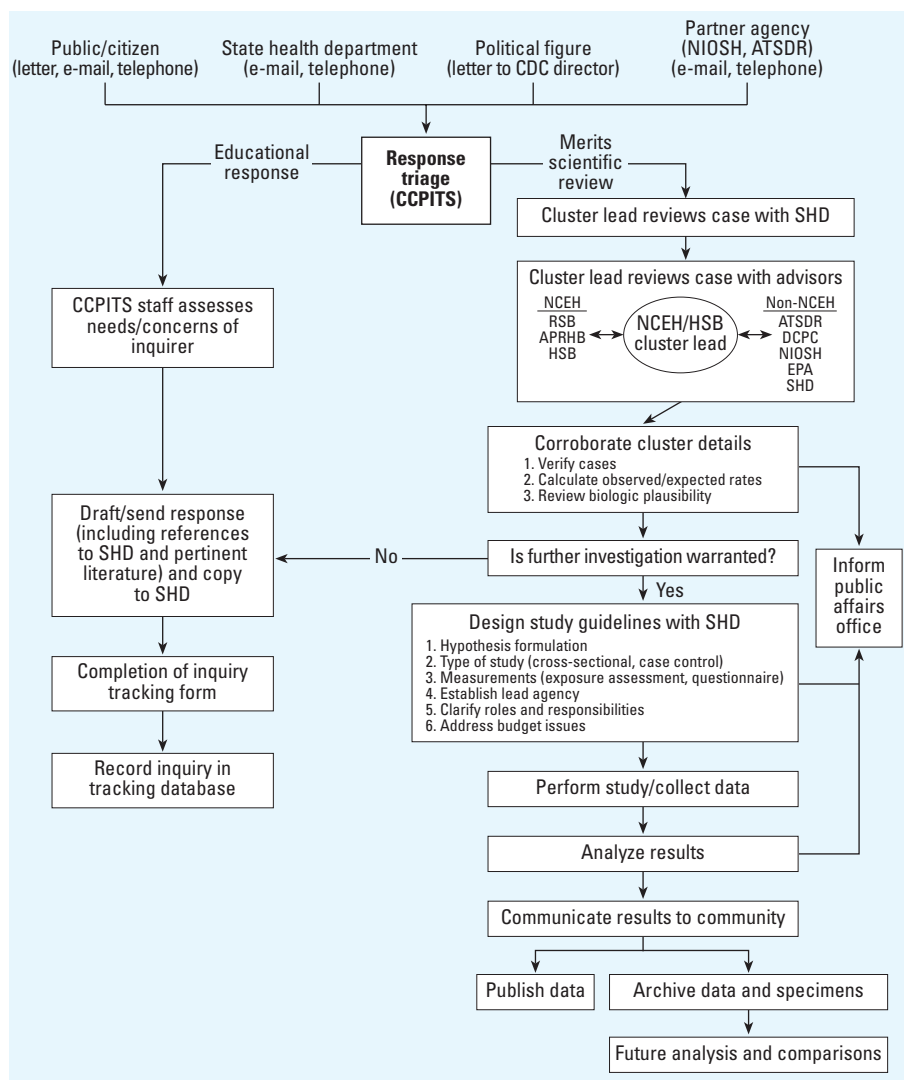 Public/citizen
(letter, e-mail, telephone)
State health department
(e-mail, telephone)
Political figure
(letter to CDC director)
Partner agency
(NIOSH, ATSDR)
(e-mail, telephone)
Educational
response
Response
triage
(CCPITS)
Merits
scientific
review
Cluster lead reviews case with SHD
Cluster lead reviews case with advisors
NCEH
RSB
APRHB
HSB
NCEH/HSB
cluster lead
Non-NCEH
ATSDR
DCPC
NIOSH
EPA
SHD
CCPITS staff assesses
needs/concerns of
inquirer
Corroborate cluster details
1. Verify cases
2. Calculate observed/expected rates
3. Review biologic plausibility
Draft/send response
(including references
to SHD and pertinent
literature) and copy
to SHD
No
Is further investigation warranted?
Yes
Inform
public
affairs
office
Design study guidelines with SHD
1. Hypothesis formulation
2. Type of study (cross-sectional, case control)
3. Measurements (exposure assessment, questionnaire)
4. Establish lead agency
5. Clarify roles and responsibilities
6. Address budget issues
Completion of inquiry
tracking form
Record inquiry in
tracking database
Perform study/collect data
Analyze results
Communicate results to community
Publish data
Archive data and specimens
Future analysis and comparisons